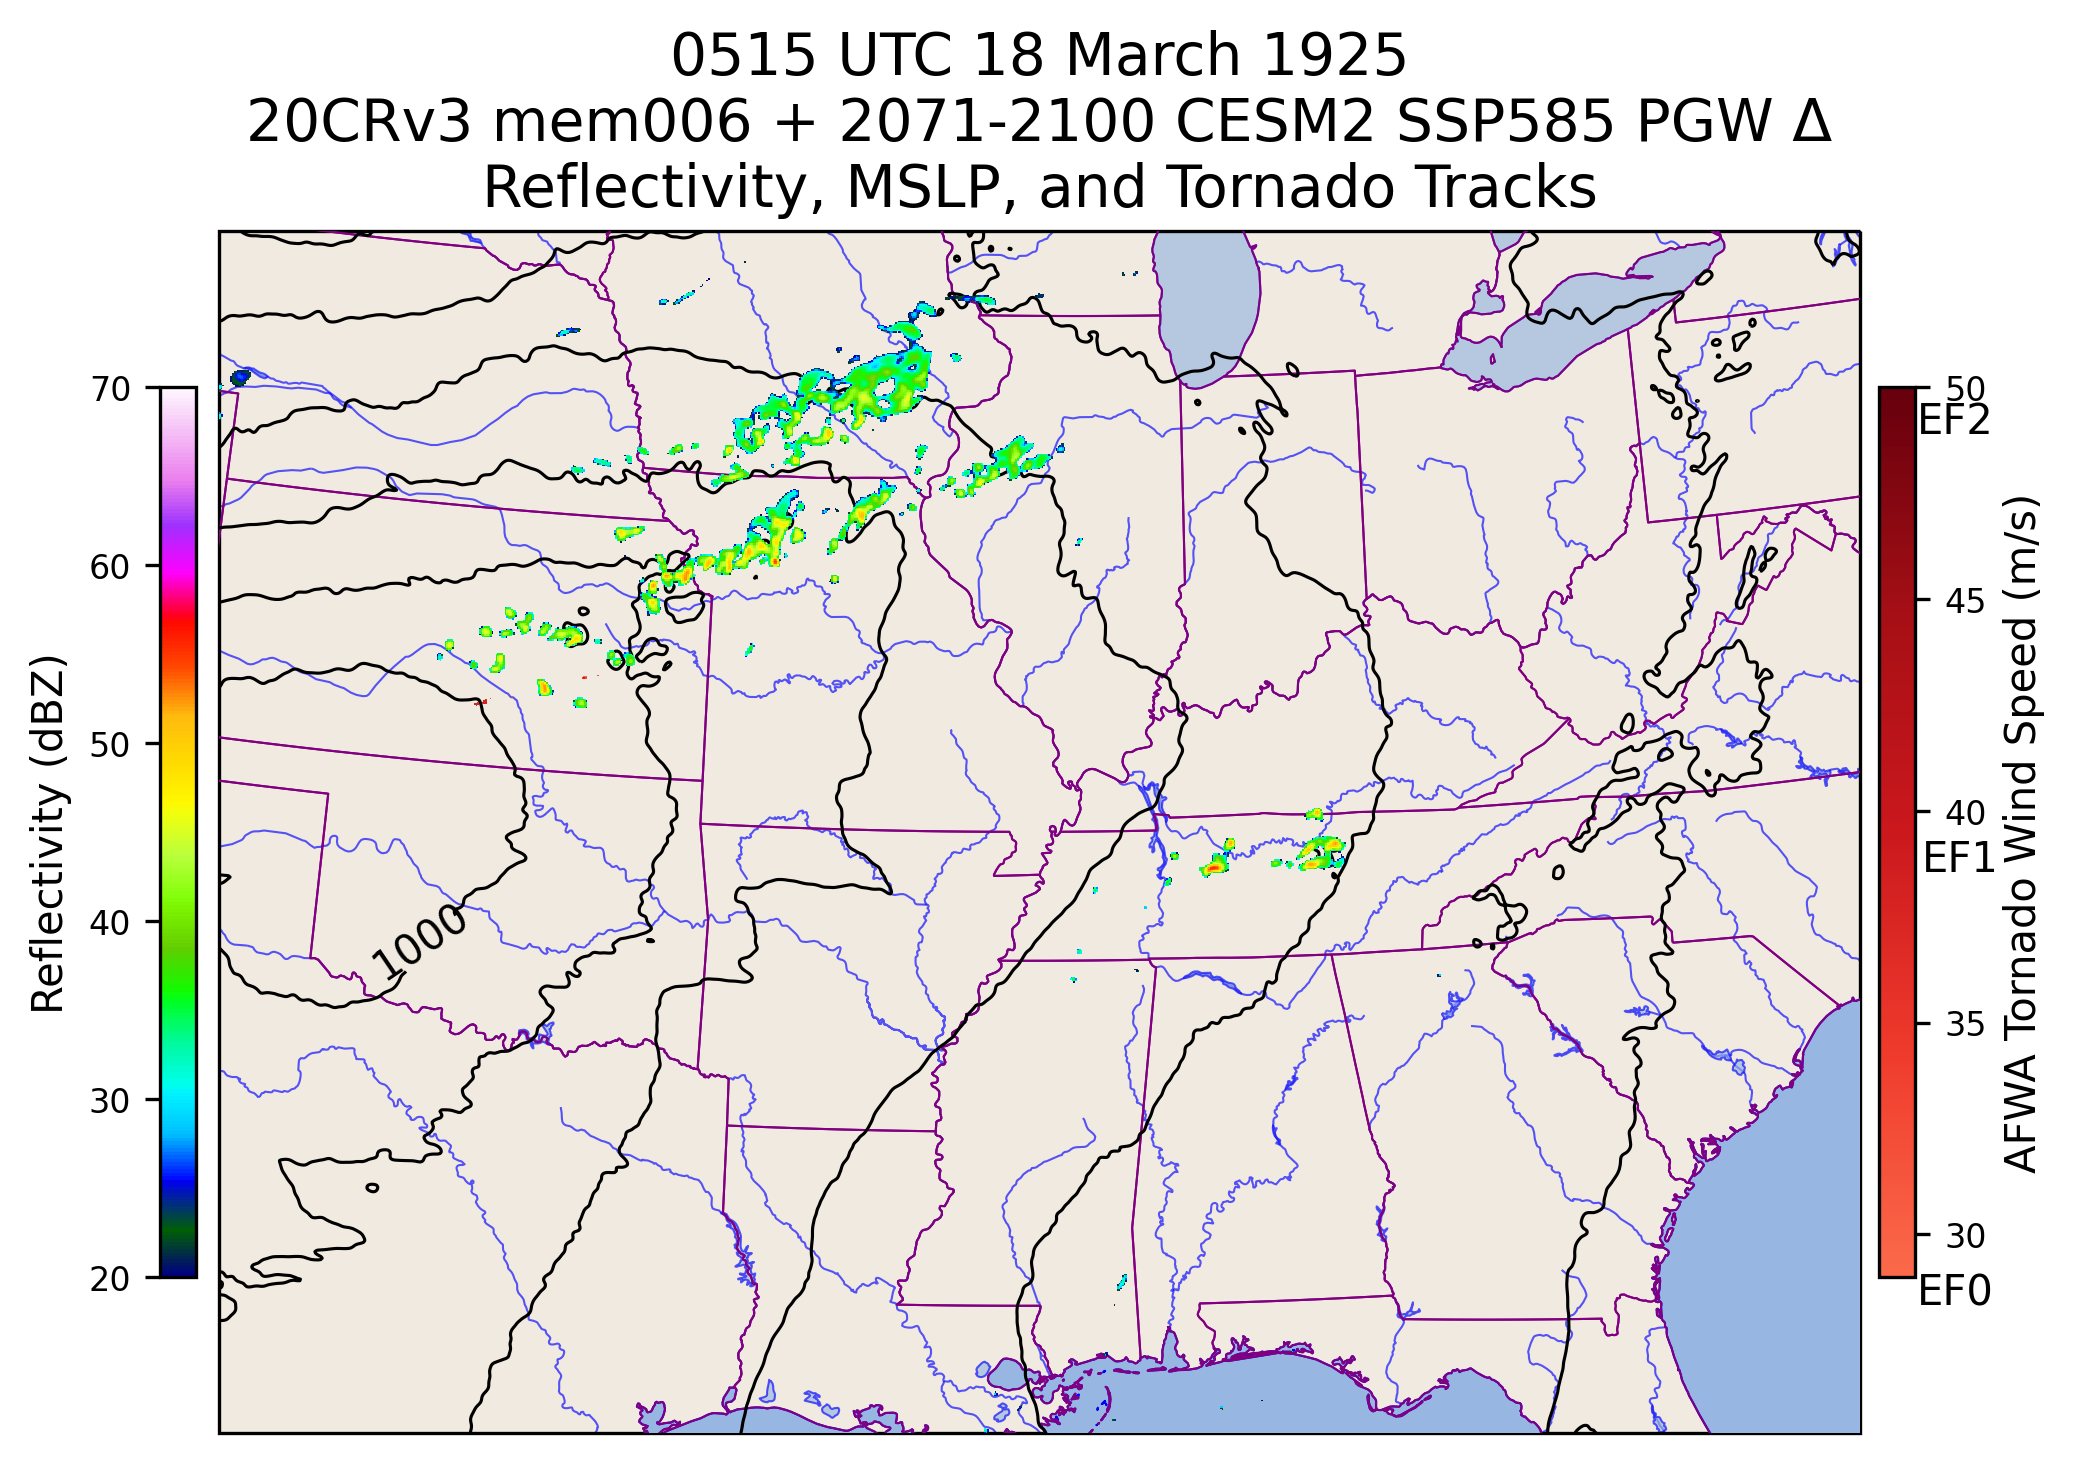 0515 UTC 18 March 1925
20CRv3 mem006 + 2071-2100 CESM2 SSP585 PGW Δ
Reflectivity, MSLP, and Tornado Tracks
70
60
50
40
30
20
Reflectivity (dBZ)
1000
50
EF2
45
40
EF1
35
30
EF0
AFWA Tornado Wind Speed (m/s)